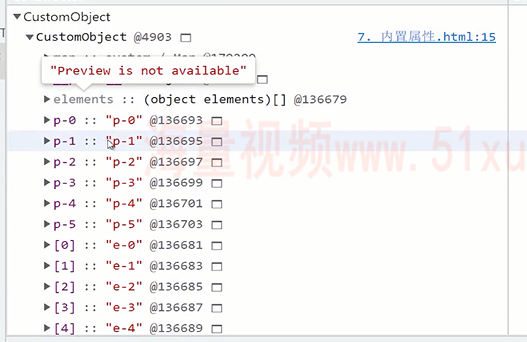 CustomObject
CustomObject @4903
7. 内置属性.html:15
"Preview is not available"
elements :: (object elements)[] @136679
p-0 :: "p-0" @136693
p-1 :: "p-1" @136695
p-2 :: "p-2" @136697
p-3 :: "p-3" @136699
p-4 :: "p-4" @136701
p-5 :: "p-5" @136703
[0] :: "e-0" @136681
[1] :: "e-1" @136683
[2] :: "e-2" @136685
[3] :: "e-3" @136687
[4] :: "e-4" @136689
海量视频www.51xu